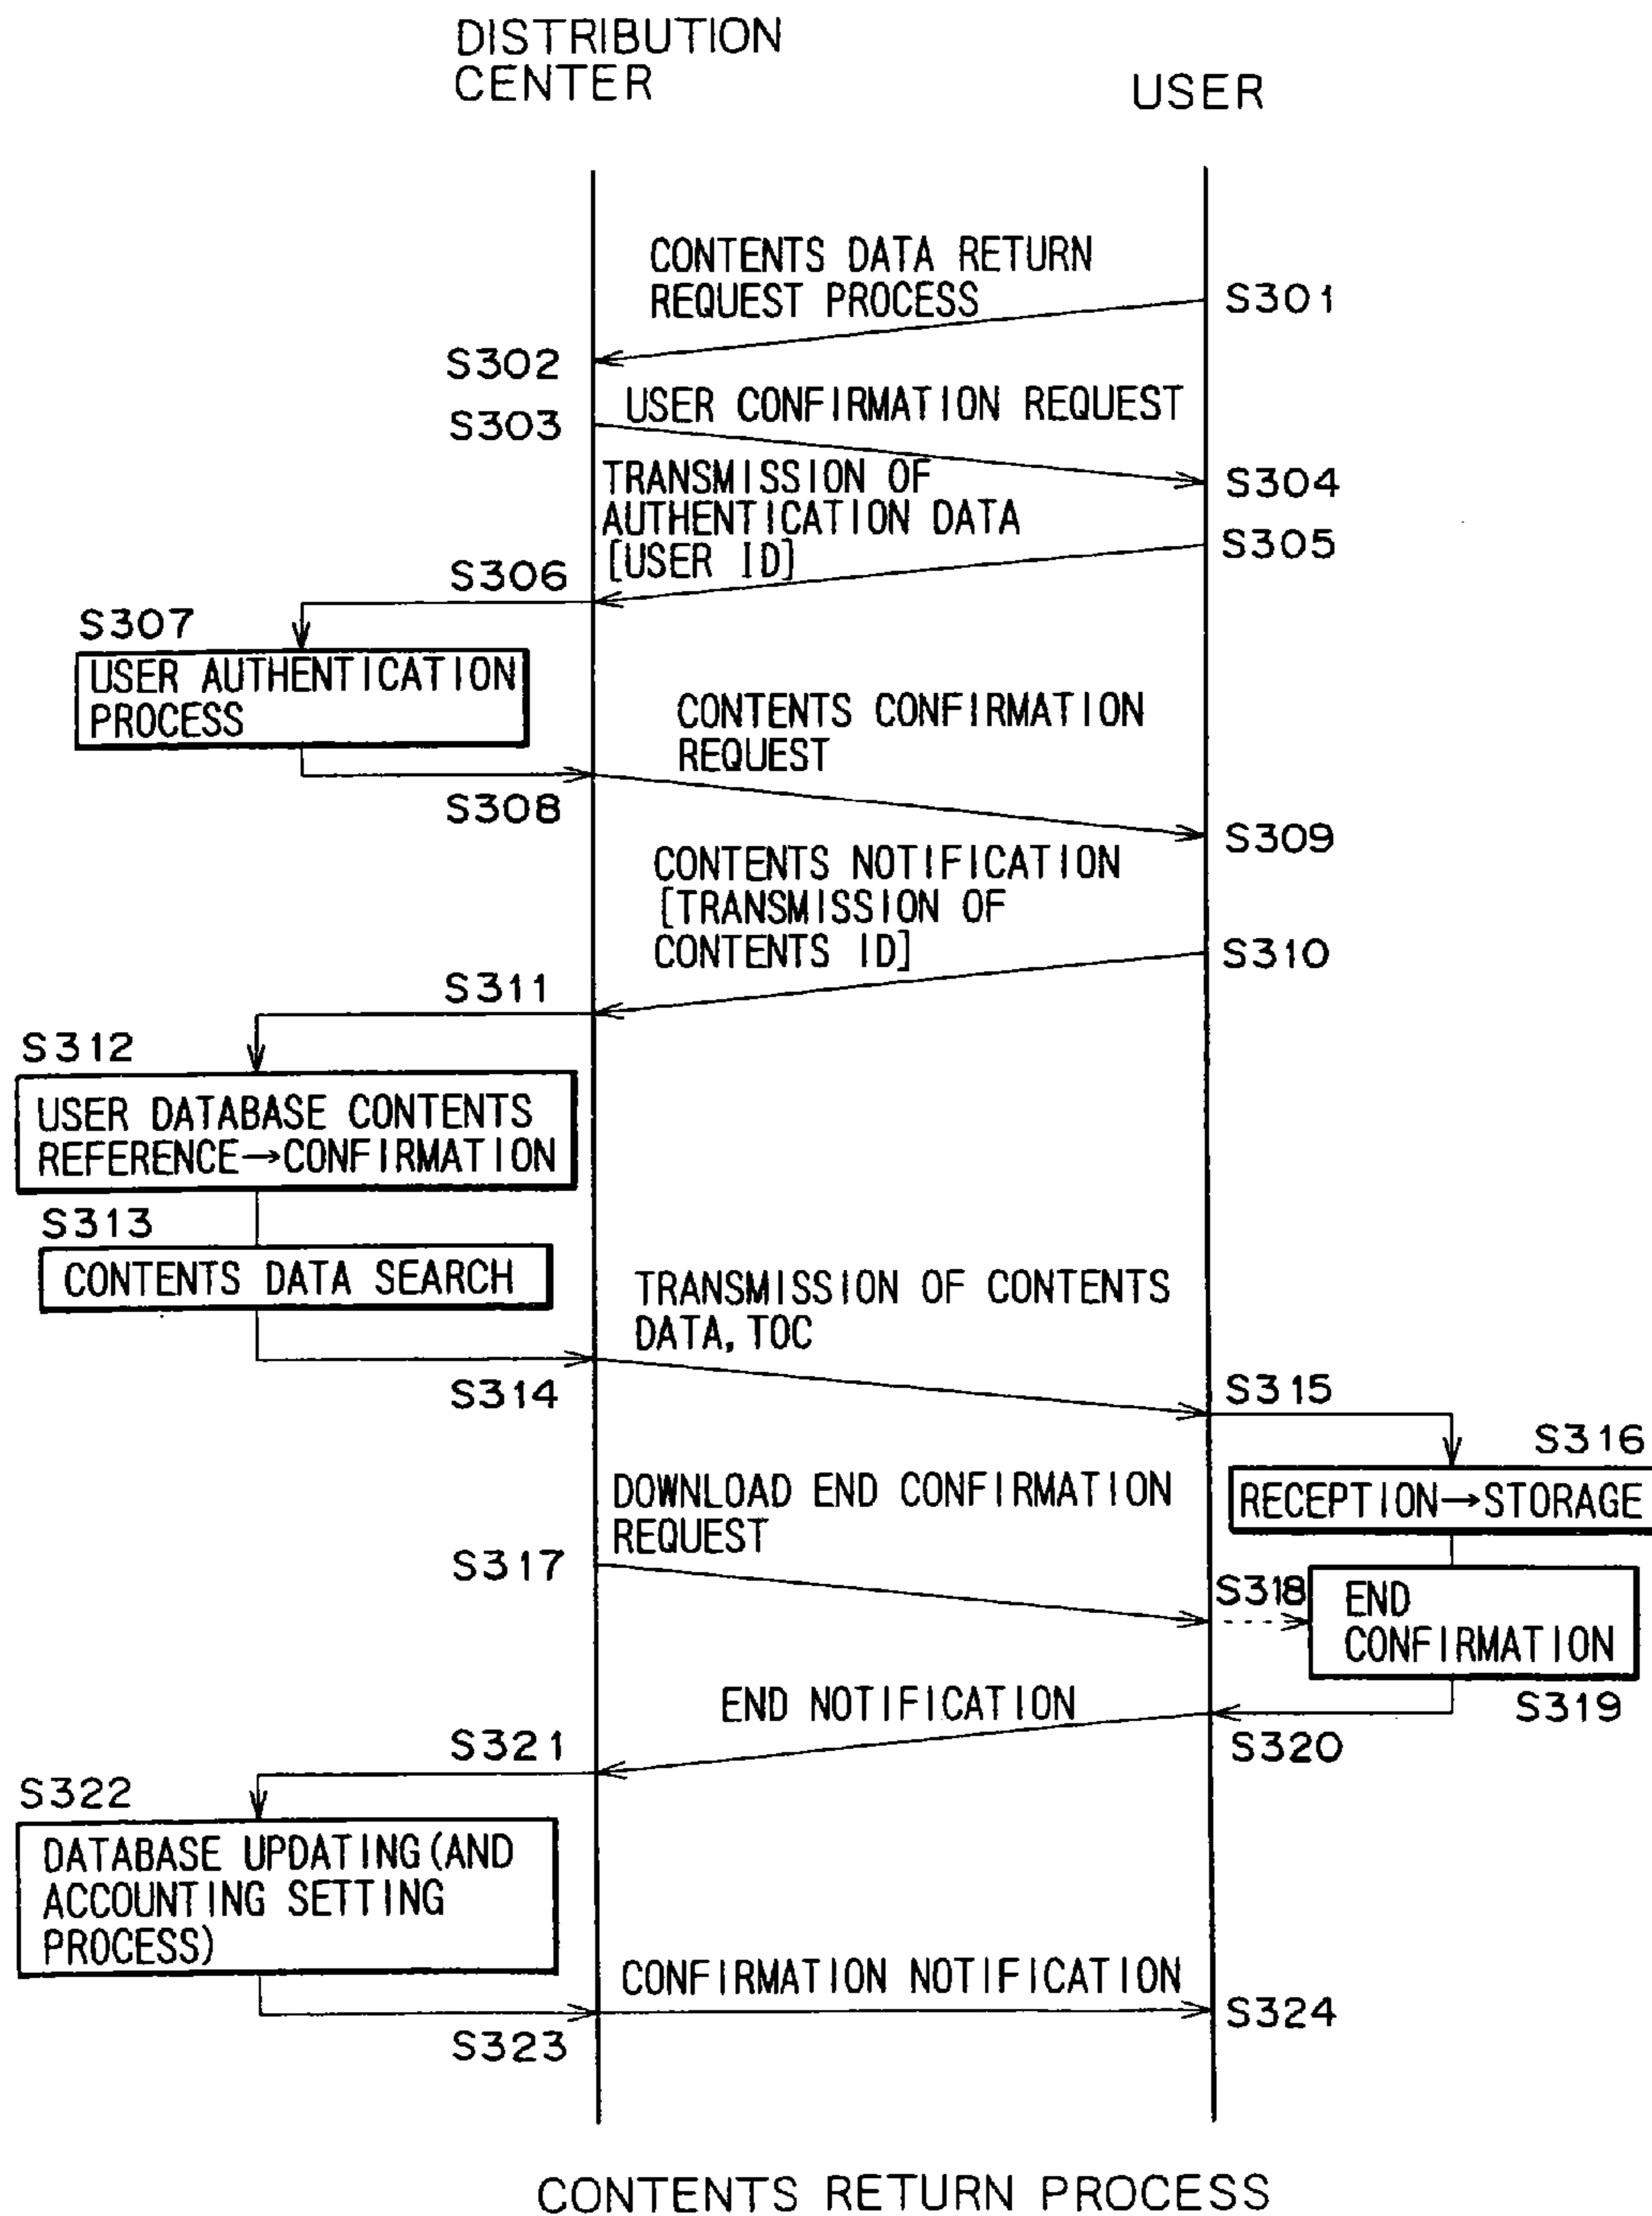 DISTRIBUTION
CENTER
USER
CONTENTS DATA RETURN
REQUEST PROCESS
S301
S302
USER CONFIRMATION REQUEST
S303
TRANSMISSION OF
AUTHENTICATION DATA
[USER ID]
S304
S305
S306
S307
USER AUTHENTICATION
PROCESS
CONTENTS CONFIRMATION
REQUEST
S308
S309
CONTENTS NOTIFICATION
[TRANSMISSION OF
CONTENTS ID]
S310
S311
S312
USER DATABASE CONTENTS
REFERENCE→CONFIRMATION
S313
CONTENTS DATA SEARCH
TRANSMISSION OF CONTENTS
DATA, TOC
S314
S315
S316
RECEPTION→STORAGE
DOWNLOAD END CONFIRMATION
REQUEST
S317
S318
END
CONFIRMATION
S319
END NOTIFICATION
S320
S321
S322
DATABASE UPDATING(AND
ACCOUNTING SETTING
PROCESS)
CONFIRMATION NOTIFICATION
S323
S324
CONTENTS RETURN PROCESS